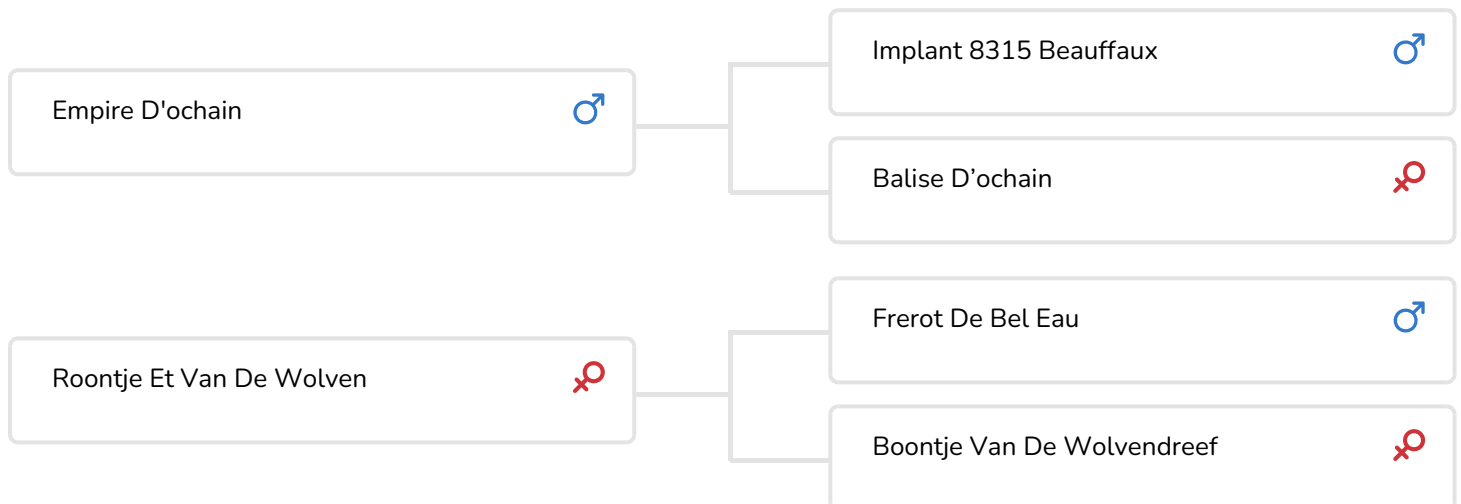 Implant 8315 Beauffaux
Empire D'ochain
Balise D’ochain
Frerot De Bel Eau
Roontje Et Van De Wolven
Boontje Van De Wolvendreef